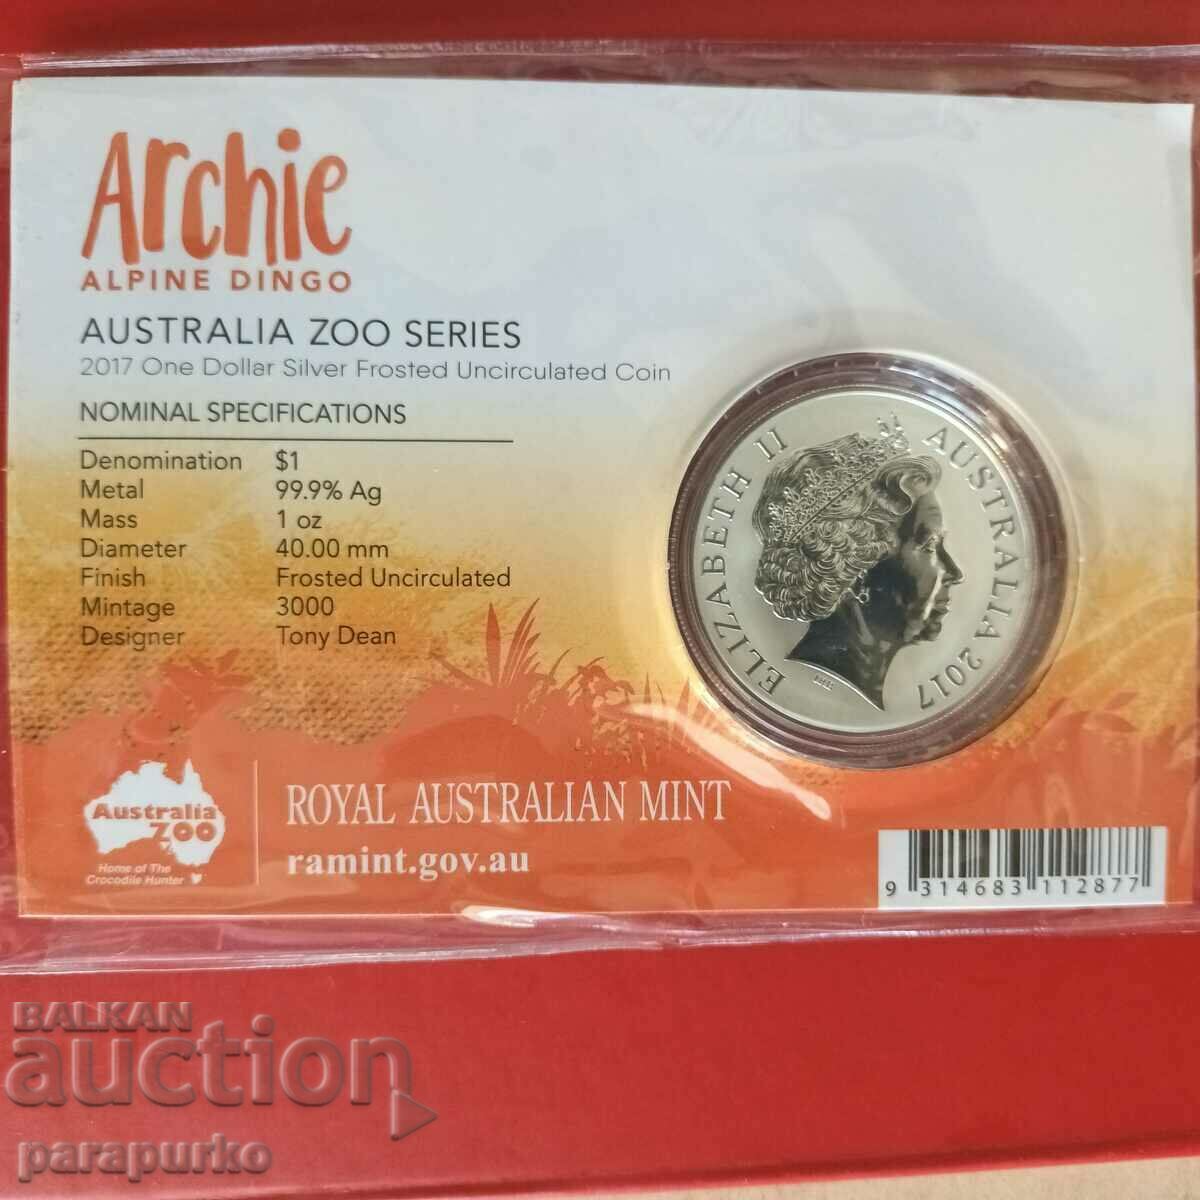 Archie
ALPINE DINGO
AUSTRALIA ZOO SERIES
2017 One Dollar Silver Frosted Uncirculated Coin
NOMINAL SPECIFICATIONS
Denomination $1
Metal 99.9% Ag
Mass 1 oz
Diameter 40.00 mm
Finish Frosted Uncirculated
Mintage 3000
Designer Tony Dean
ELIZABETH II AUSTRALIA 2017
Australia
ZOO
Home of The
Crocodile Hunter
ROYAL AUSTRALIAN MINT
ramint.gov.au
9 314683 112877
BALKAN
auction
parapurko